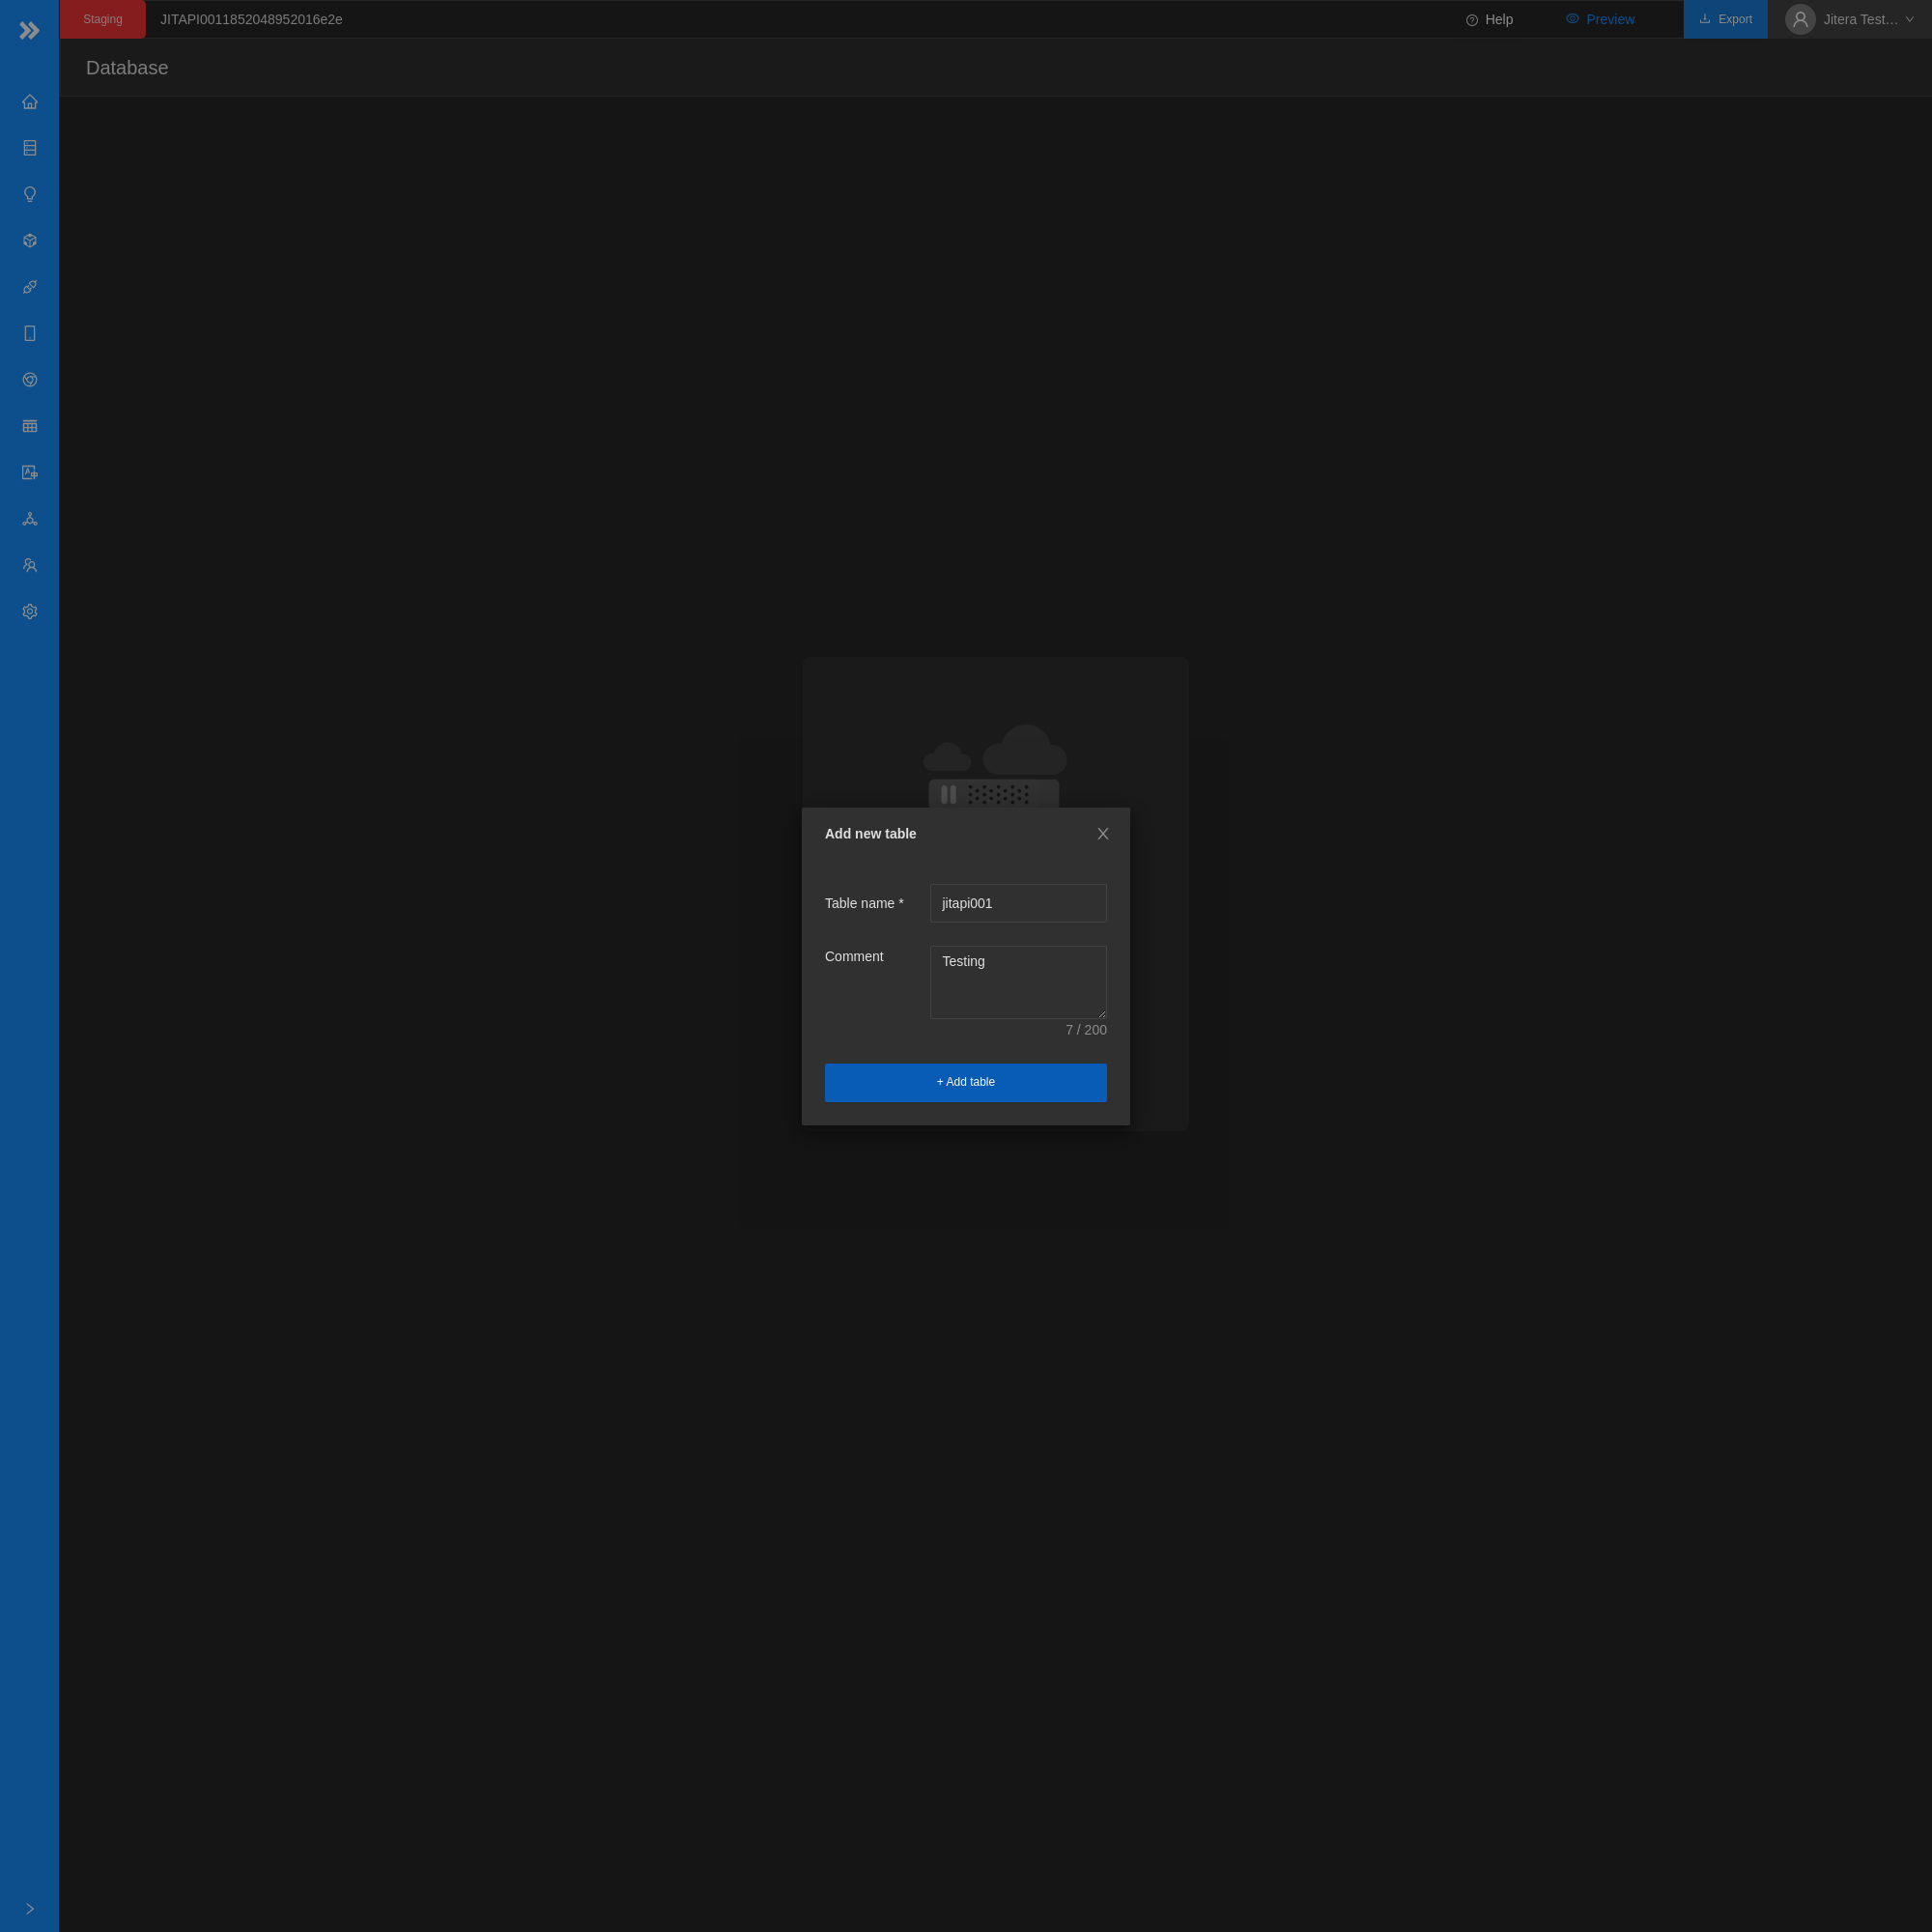 Staging
JITAPI0011852048952016e2e
Help
Preview
Export
Jitera Test...
Database
Add new table
Table name *
jitapi001
Comment
Testing
7 / 200
+ Add table